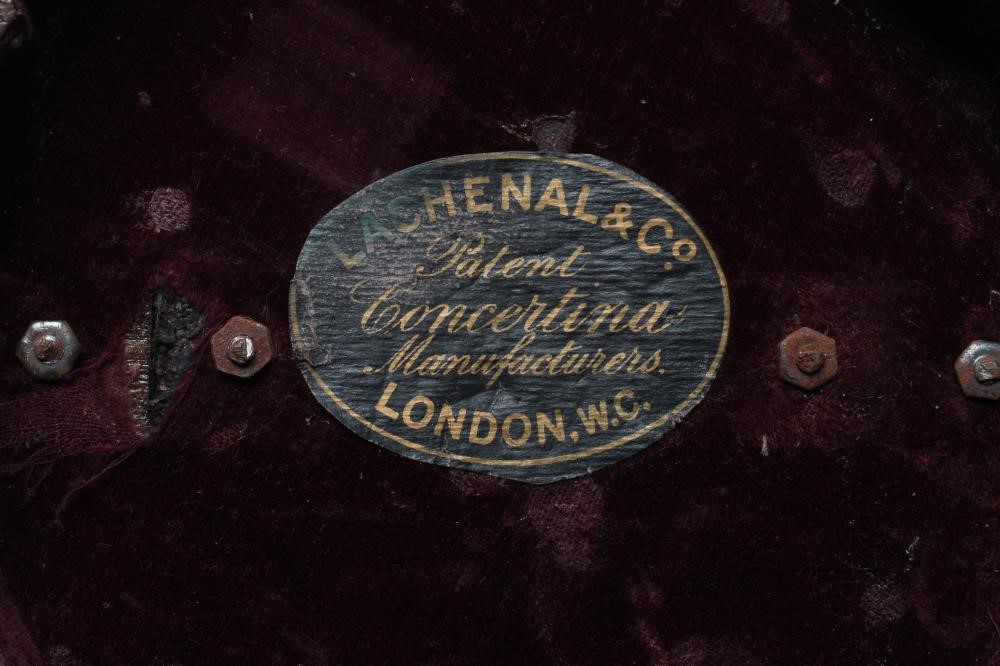 LACHENAL & Co.
Patent
Concertina
Manufacturers.
LONDON, W.C.